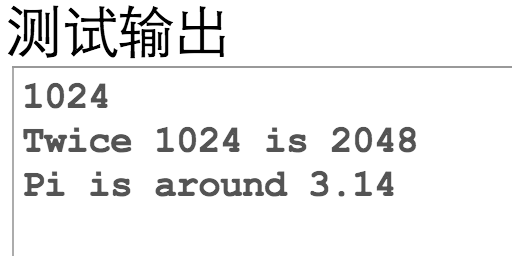 测试输出
1024
Twice 1024 is 2048
Pi is around 3.14